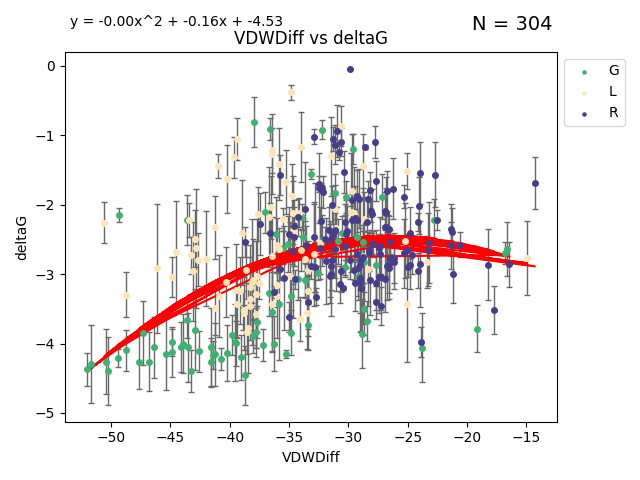 y = -0.00x^2 + -0.16x + -4.53
N = 304
VDWDiff vs deltaG
G
L
R
0
−1
−2
−3
−4
−5
deltaG
−50 −45 −40 −35 −30 −25 −20 −15
VDWDiff